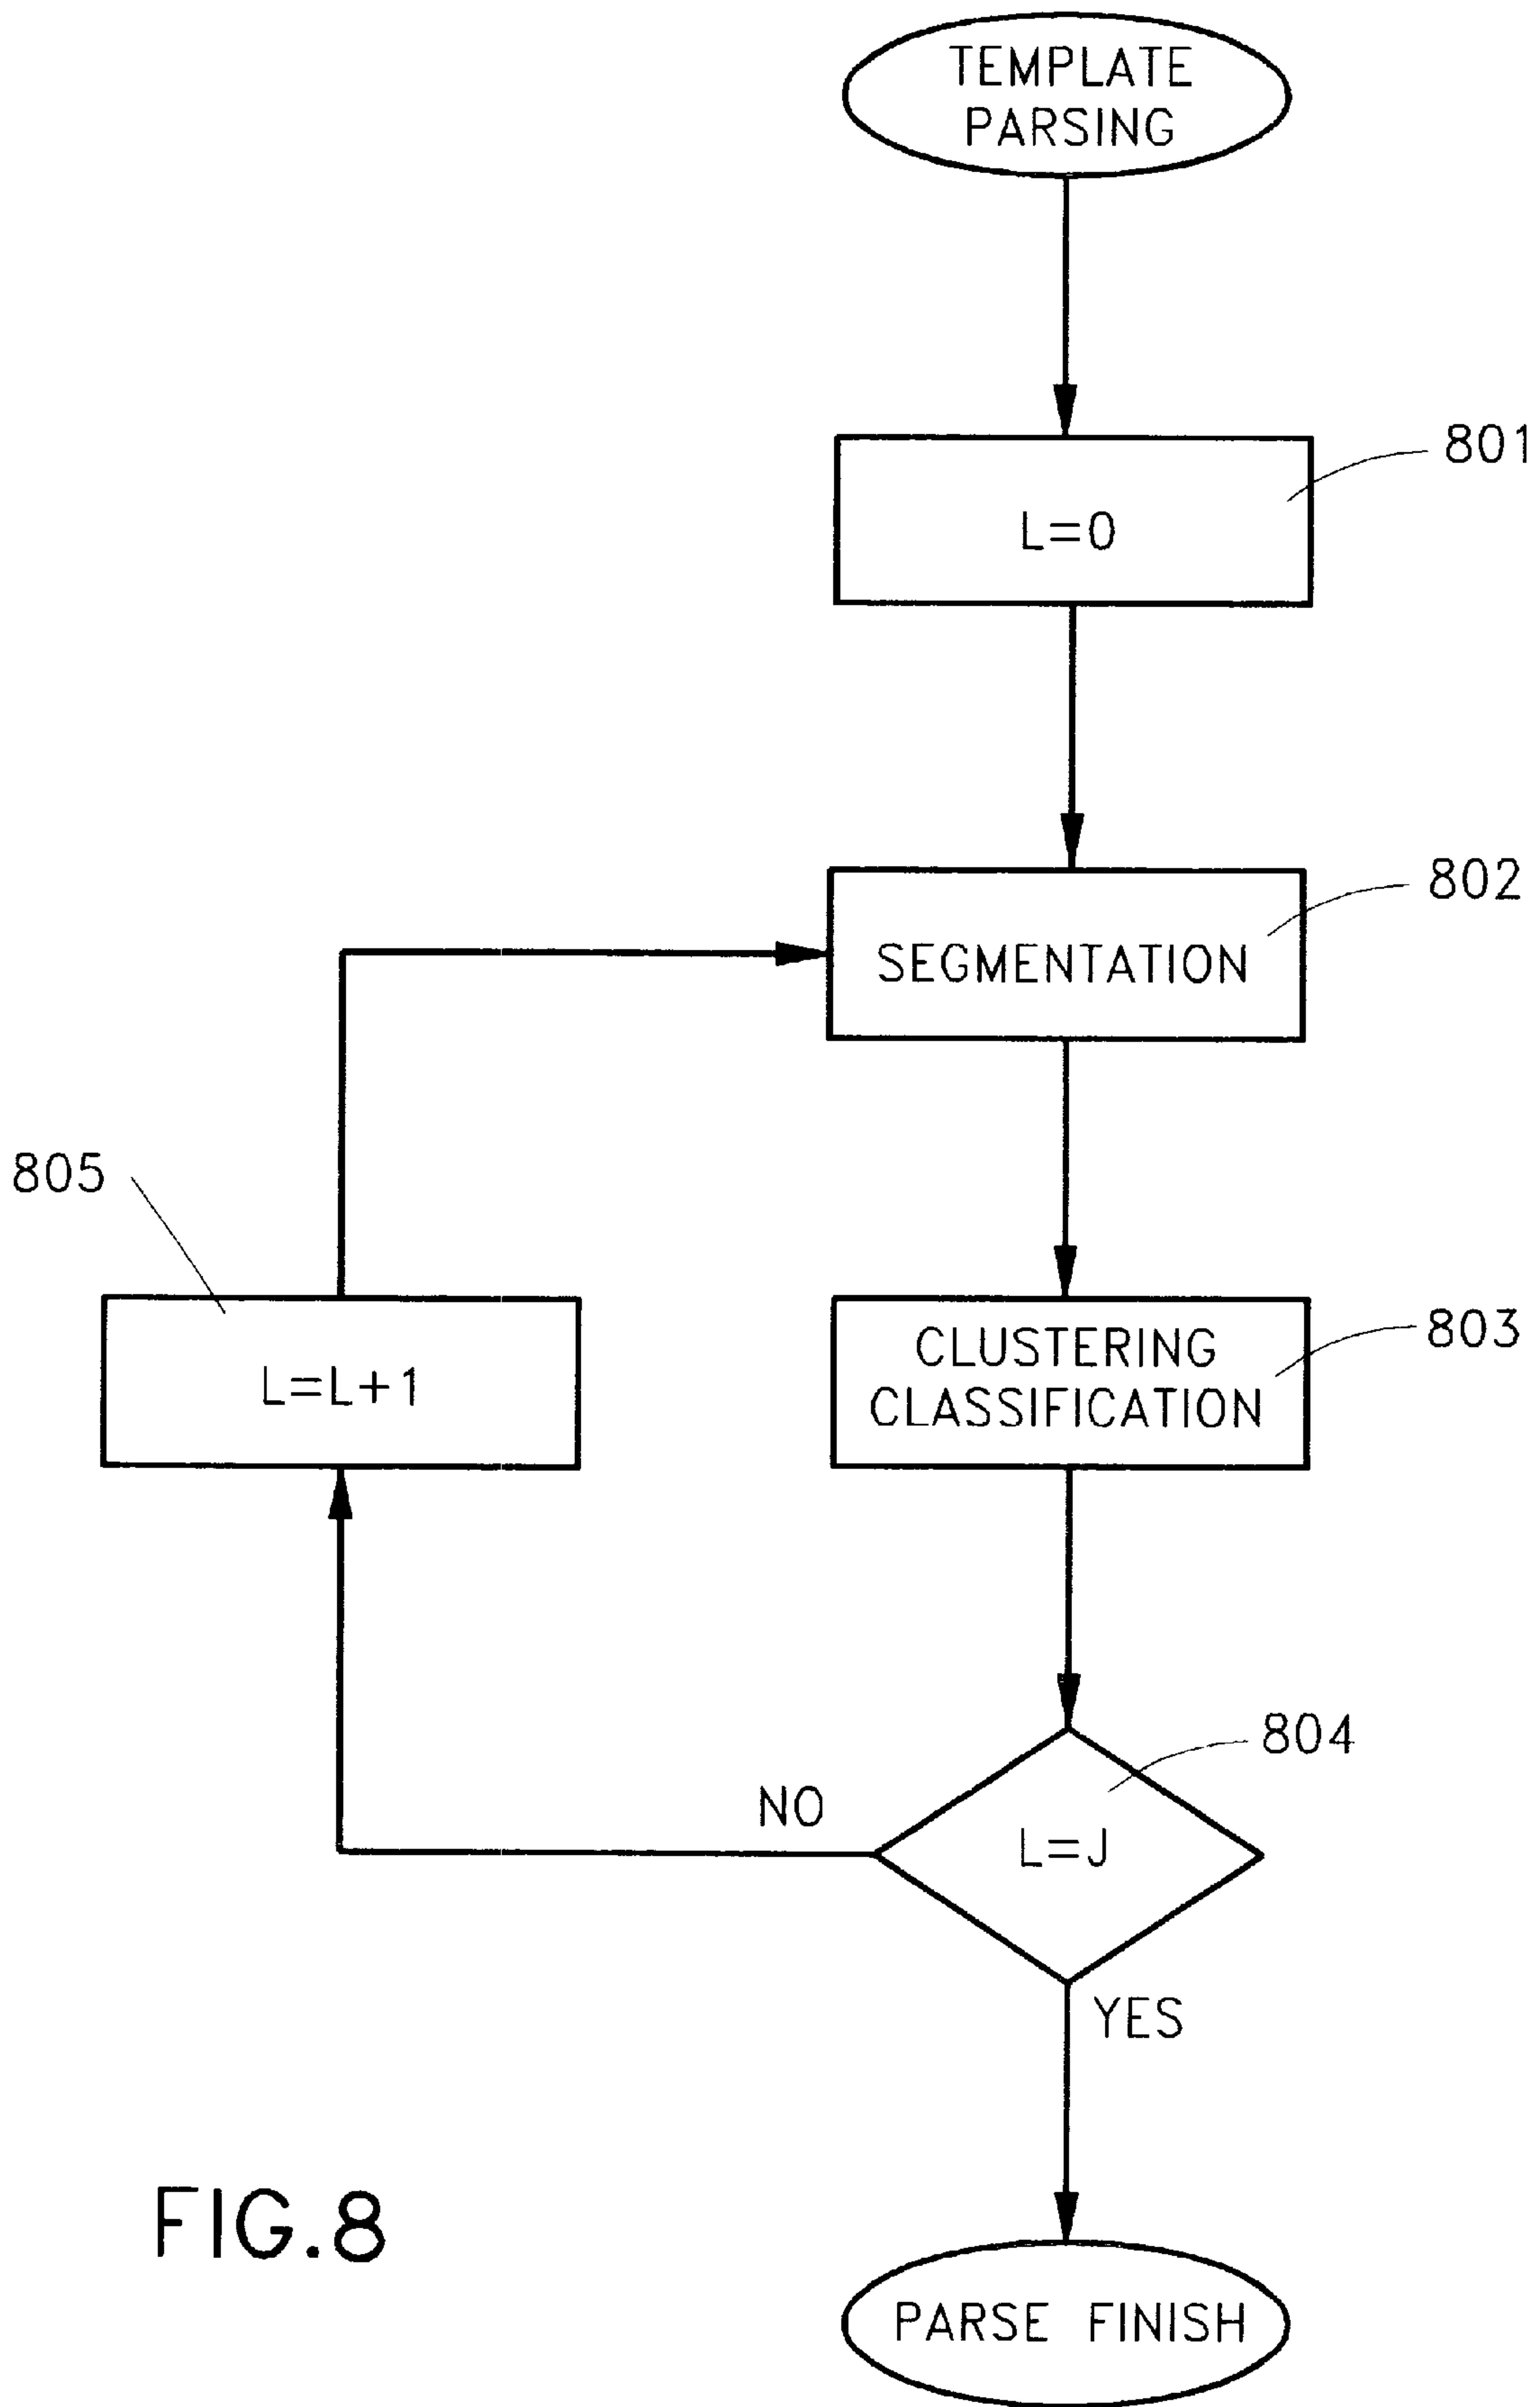 TEMPLATE
PARSING
801
L=0
802
SEGMENTATION
805
803
CLUSTERING
CLASSIFICATION
L=L+1
804
NO
L=J
YES
FIG.8
PARSE FINISH